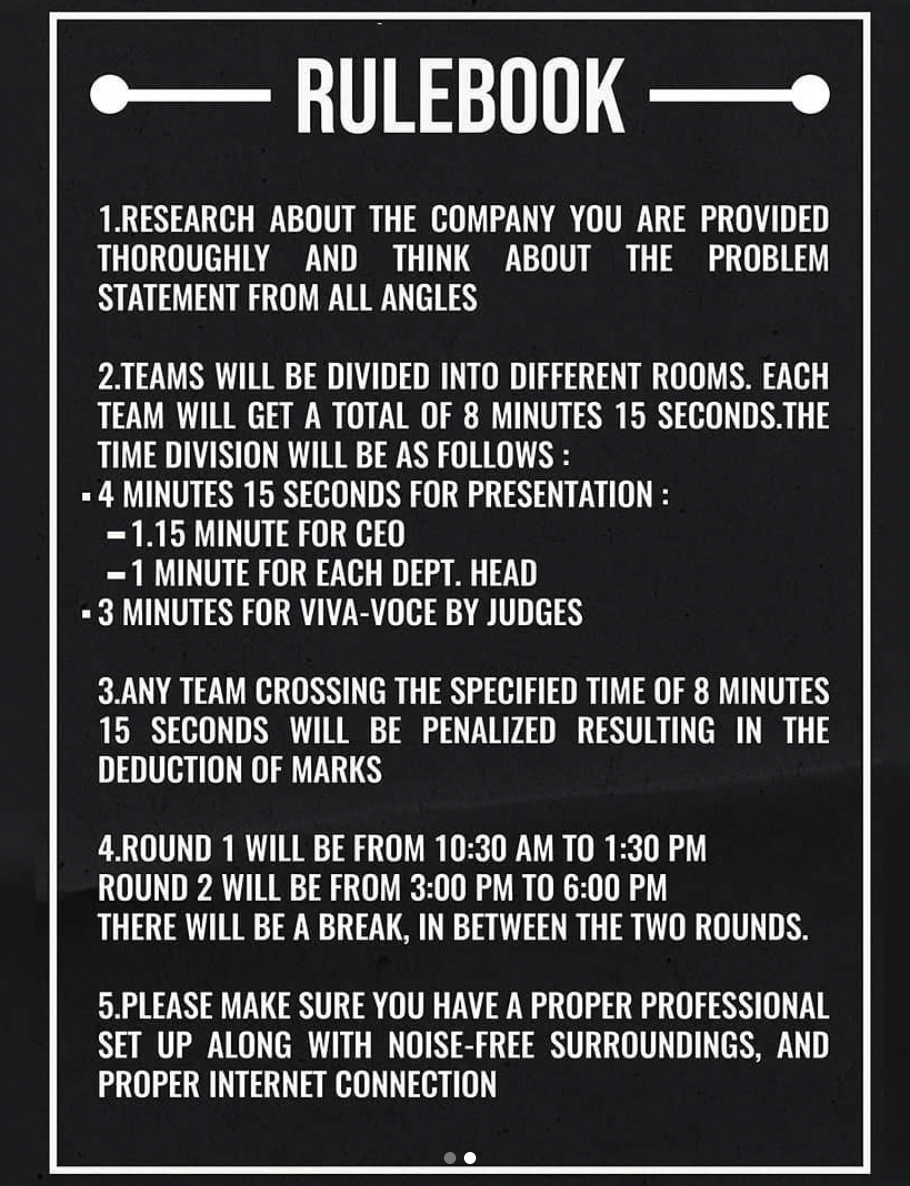 RULEBOOK
1.RESEARCH ABOUT THE COMPANY YOU ARE PROVIDED
THOROUGHLY AND THINK ABOUT THE PROBLEM
STATEMENT FROM ALL ANGLES
2.TEAMS WILL BE DIVIDED INTO DIFFERENT ROOMS. EACH
TEAM WILL GET A TOTAL OF 8 MINUTES 15 SECONDS.THE
TIME DIVISION WILL BE AS FOLLOWS :
▪4 MINUTES 15 SECONDS FOR PRESENTATION :
–1.15 MINUTE FOR CEO
–1 MINUTE FOR EACH DEPT. HEAD
▪3 MINUTES FOR VIVA-VOCE BY JUDGES
3.ANY TEAM CROSSING THE SPECIFIED TIME OF 8 MINUTES
15 SECONDS WILL BE PENALIZED RESULTING IN THE
DEDUCTION OF MARKS
4.ROUND 1 WILL BE FROM 10:30 AM TO 1:30 PM
ROUND 2 WILL BE FROM 3:00 PM TO 6:00 PM
THERE WILL BE A BREAK, IN BETWEEN THE TWO ROUNDS.
5.PLEASE MAKE SURE YOU HAVE A PROPER PROFESSIONAL
SET UP ALONG WITH NOISE-FREE SURROUNDINGS, AND
PROPER INTERNET CONNECTION